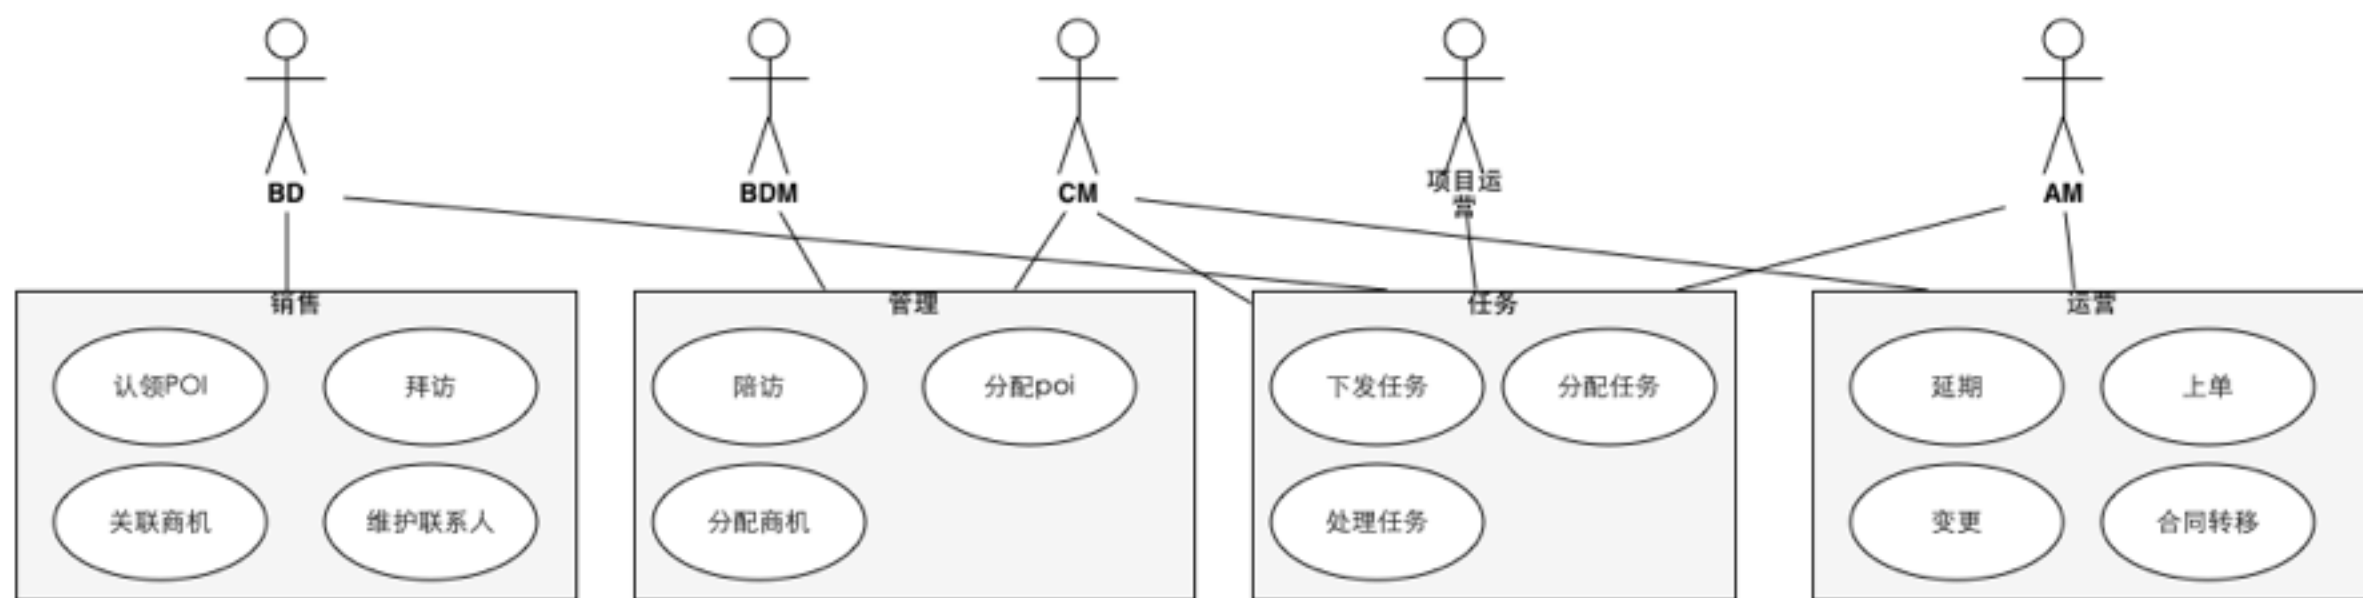 BD
BDM
CM
项目运
营
AM
销售
管理
任务
运营
认领POI
拜访
陪访
分配poi
下发任务
分配任务
延期
上单
关联商机
维护联系人
分配商机
处理任务
变更
合同转移